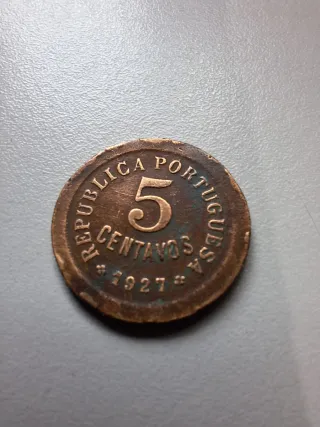 REPUBLICA PORTUGUESA
5
CENTAVOS
* 1927 *